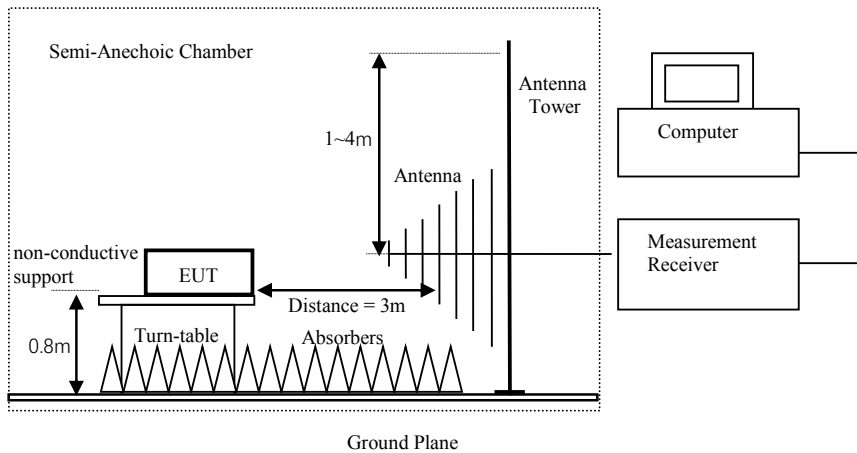 Semi-Anechoic Chamber
Antenna
Tower
Computer
1~4m
Antenna
Measurement
Receiver
non-conductive
support
EUT
Distance = 3m
0.8m
Turn-table
Absorbers
Ground Plane